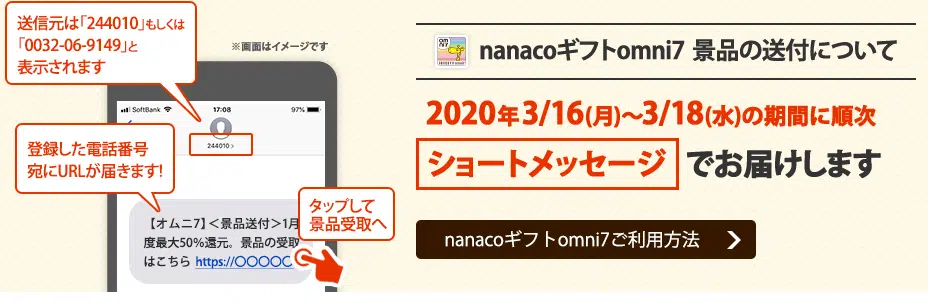 送信元は｢244010｣もしくは
｢0032-06-9149｣と
表示されます
※画面はイメージです
SoftBank
17:08
97%
244010 >
登録した電話番号
宛にURLが届きます!
【オムニ7】＜景品送付＞1月
度最大50%還元。景品の受取
はこちら https://〇〇〇〇〇
タップして
景品受取へ
nanacoギフトomni7 景品の送付について
2020年3/16(月)～3/18(水)の期間に順次
ショートメッセージ でお届けします
nanacoギフトomni7ご利用方法